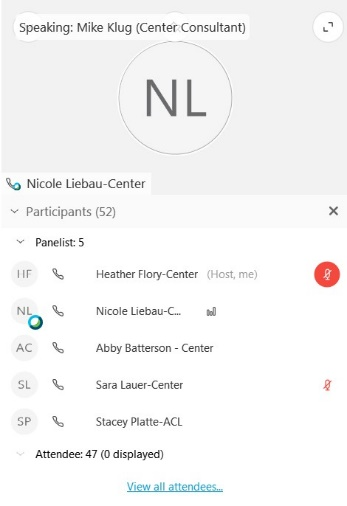 Speaking: Mike Klug (Center Consultant)
NL
Nicole Liebau-Center
Participants (52)
Panelist: 5
HF Heather Flory-Center (Host, me)
NL Nicole Liebau-C...
AC Abby Batterson - Center
SL Sara Lauer-Center
SP Stacey Platte-ACL
Attendee: 47 (0 displayed)
View all attendees...